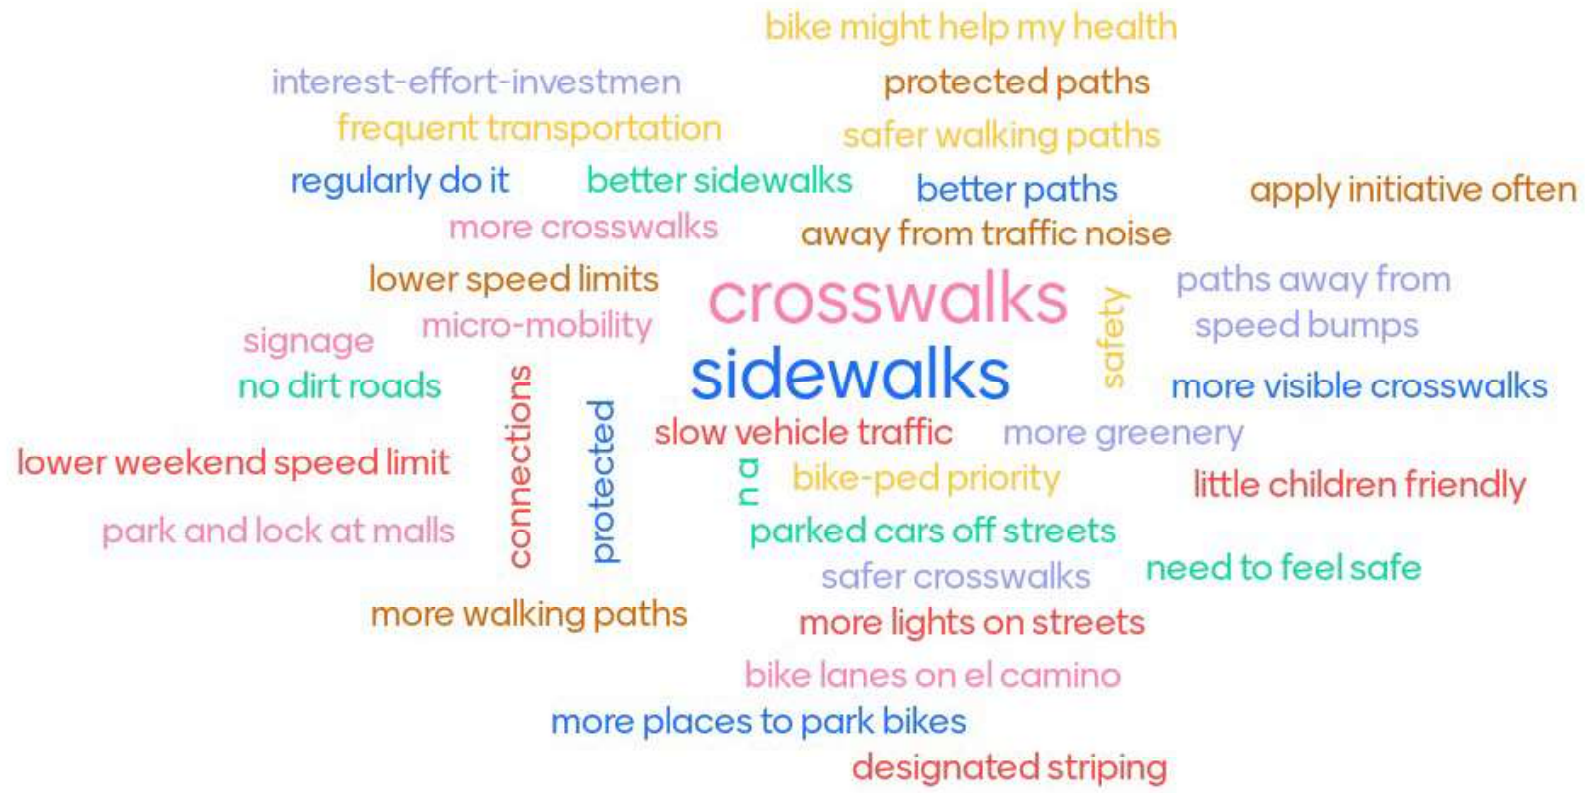 bike might help my health
interest-effort-investmen
protected paths
frequent transportation
safer walking paths
regularly do it
better sidewalks
better paths
apply initiative often
more crosswalks
away from traffic noise
lower speed limits
crosswalks
safety
paths away from
micro-mobility
speed bumps
signage
sidewalks
no dirt roads
more visible crosswalks
connections
protected
slow vehicle traffic
more greenery
lower weekend speed limit
n a
bike-ped priority
little children friendly
park and lock at malls
parked cars off streets
safer crosswalks
need to feel safe
more walking paths
more lights on streets
bike lanes on el camino
more places to park bikes
designated striping